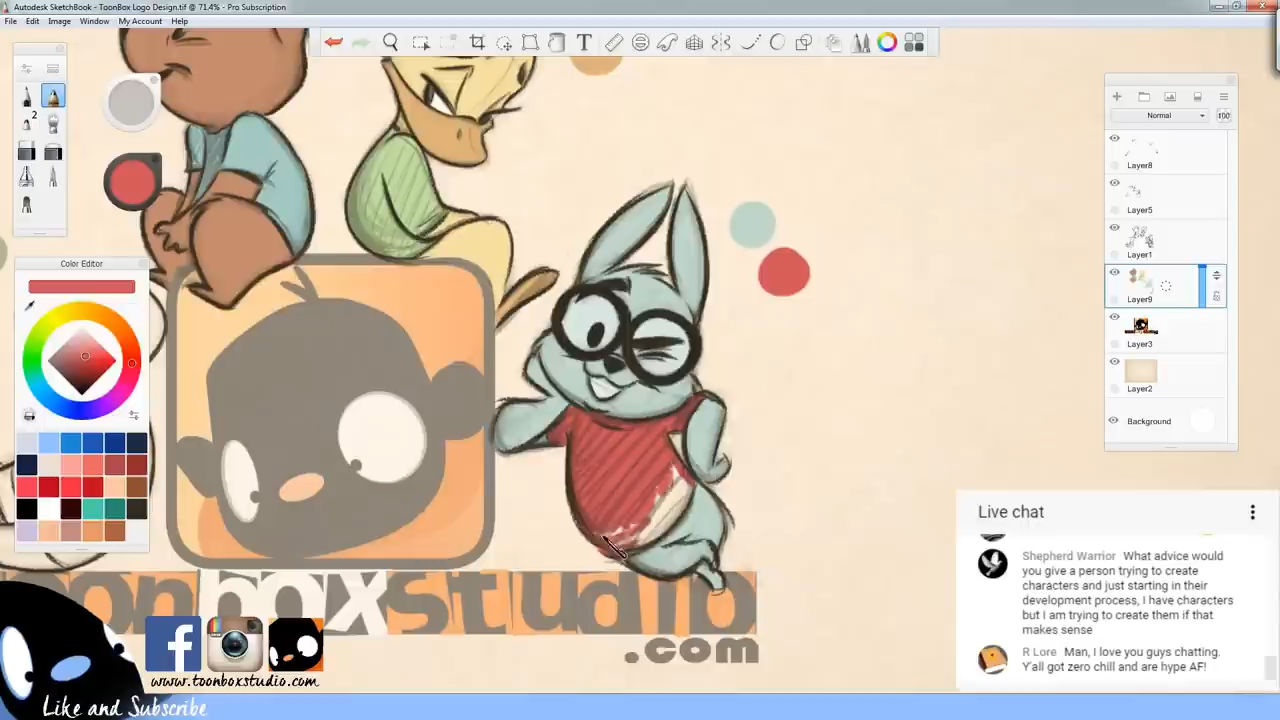 Autodesk SketchBook - ToonBox Logo Design.tif @ 71.4% - Pro Subscription
File Edit Image Window My Account Help
2
T
Normal
100
Layer8
Layer5
Layer1
Layer9
Layer3
Layer2
Background
Color Editor
toonboxstudio
.com
www.toonboxstudio.com
Like and Subscribe
Live chat
Shepherd Warrior What advice would
you give a person trying to create
characters and just starting in their
development process, I have characters
but I am trying to create them if that
makes sense
R Lore Man, I love you guys chatting.
Y'all got zero chill and are hype AF!